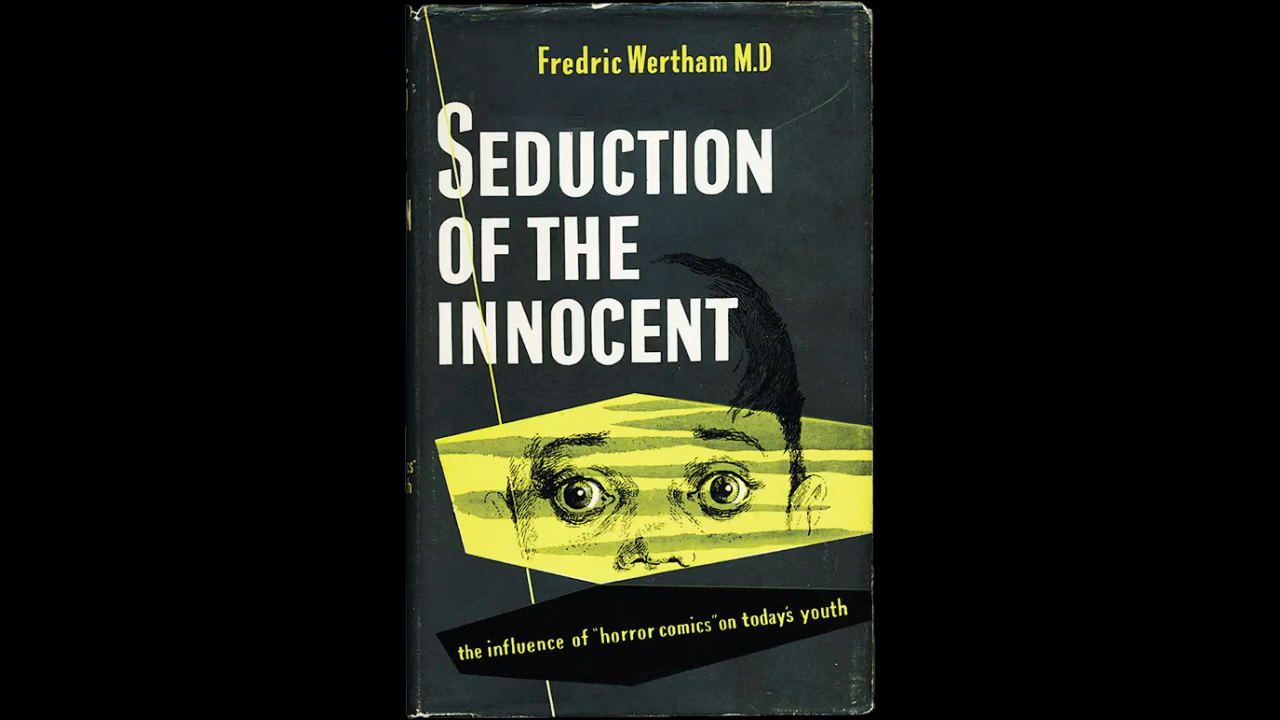 Fredric Wertham M.D
SEDUCTION
OF THE
INNOCENT
the influence of "horror comics" on today's youth